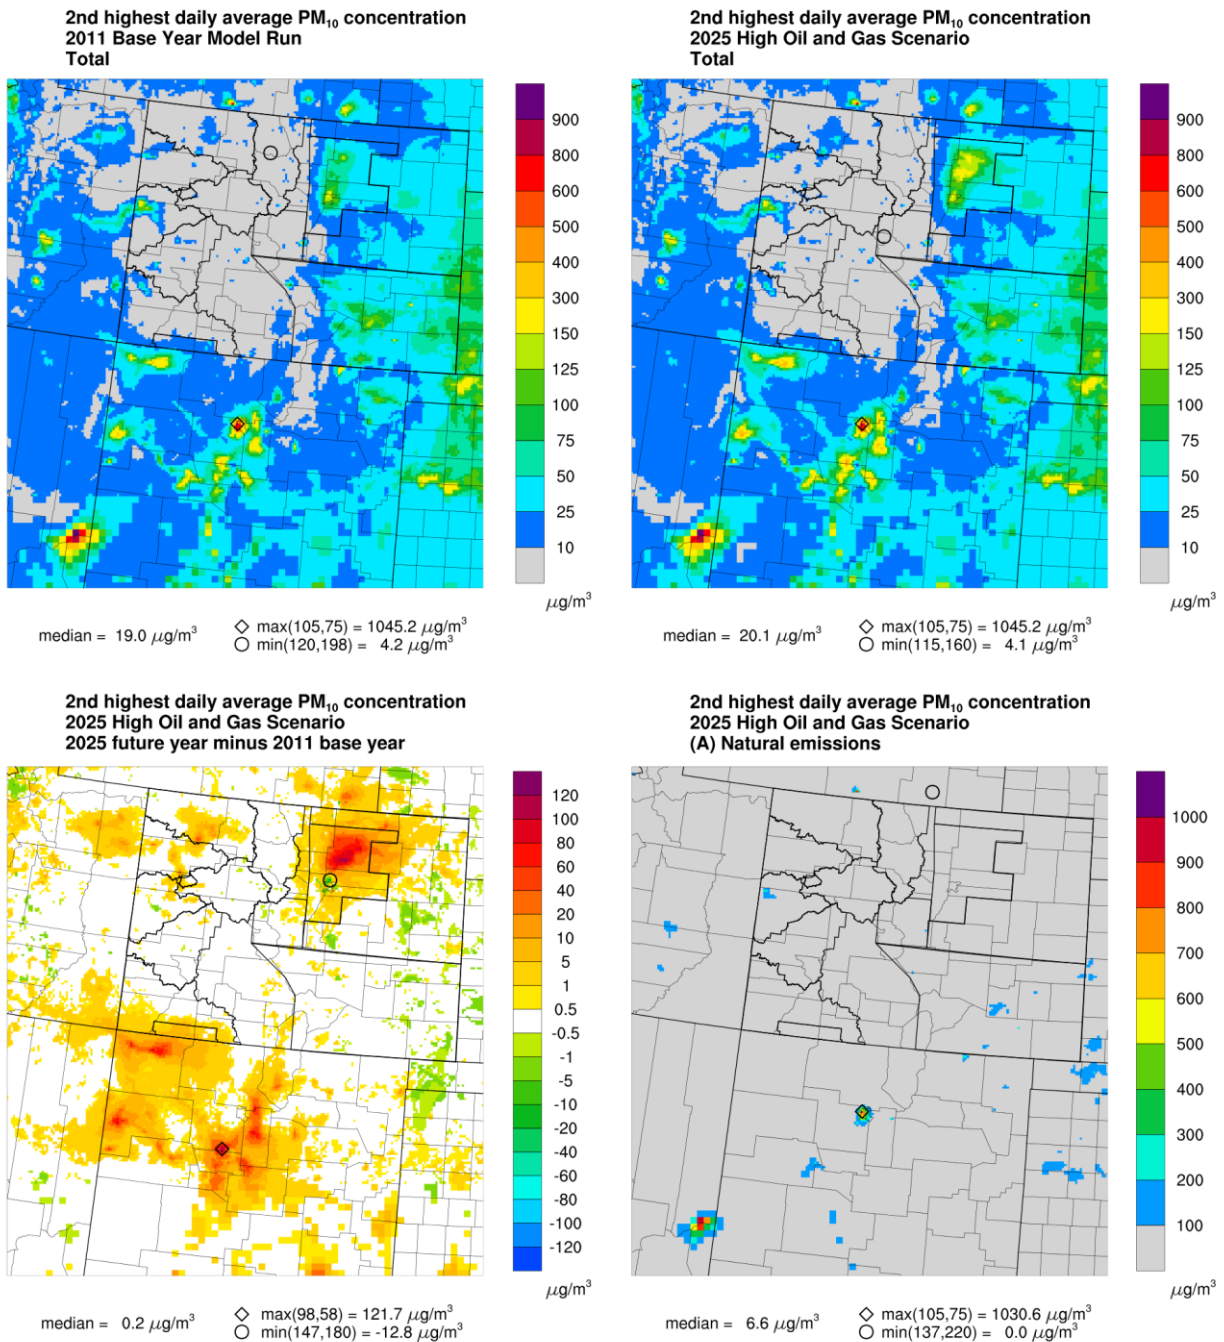 2nd highest daily average PM₁₀ concentration
2011 Base Year Model Run
Total
900
800
600
500
400
300
150
125
100
75
50
25
10
μg/m³
median = 19.0 μg/m³
◇ max(105,75) = 1045.2 μg/m³
○ min(120,198) = 4.2 μg/m³
2nd highest daily average PM₁₀ concentration
2025 High Oil and Gas Scenario
Total
900
800
600
500
400
300
150
125
100
75
50
25
10
μg/m³
median = 20.1 μg/m³
◇ max(105,75) = 1045.2 μg/m³
○ min(115,160) = 4.1 μg/m³
2nd highest daily average PM₁₀ concentration
2025 High Oil and Gas Scenario
2025 future year minus 2011 base year
120
100
80
60
40
20
10
5
1
0.5
-0.5
-1
-5
-10
-20
-40
-60
-80
-100
-120
μg/m³
median = 0.2 μg/m³
◇ max(98,58) = 121.7 μg/m³
○ min(147,180) = -12.8 μg/m³
2nd highest daily average PM₁₀ concentration
2025 High Oil and Gas Scenario
(A) Natural emissions
1000
900
800
700
600
500
400
300
200
100
μg/m³
median = 6.6 μg/m³
◇ max(105,75) = 1030.6 μg/m³
○ min(137,220) = 0.0 μg/m³